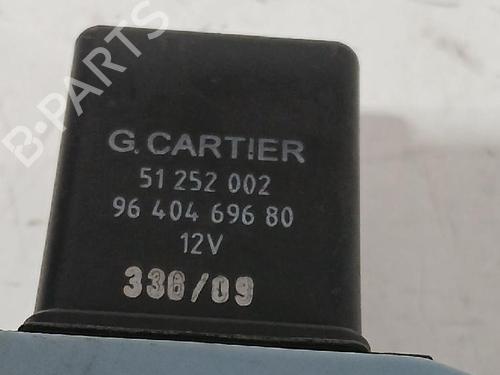 B-PARTS
G. CARTIER
51 252 002
96 404 696 80
12V
336/09